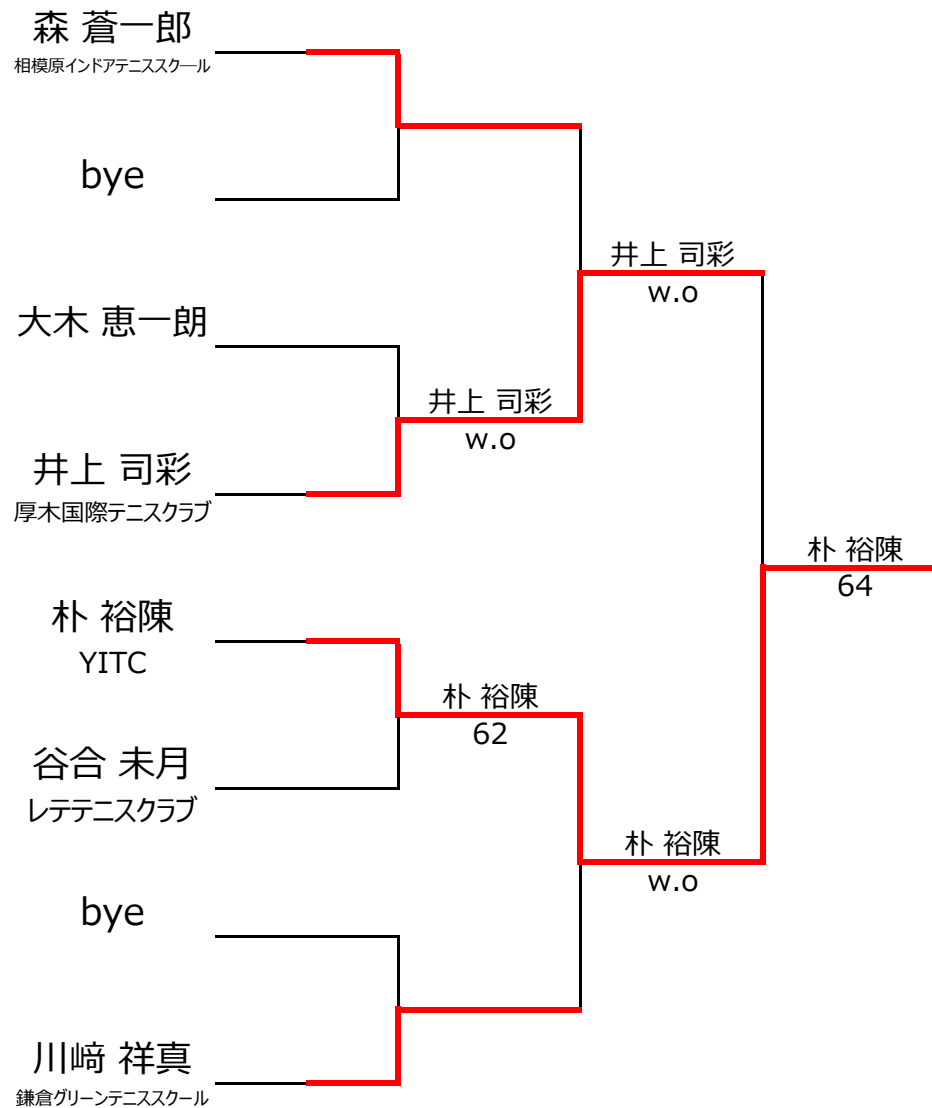 森 蒼一郎
相模原インドアテニススクール
bye
井上 司彩
w.o
大木 恵一朗
井上 司彩
w.o
井上 司彩
厚木国際テニスクラブ
朴 裕陳
64
朴 裕陳
YITC
朴 裕陳
62
谷合 未月
レテテニスクラブ
朴 裕陳
w.o
bye
川﨑 祥真
鎌倉グリーンテニススクール